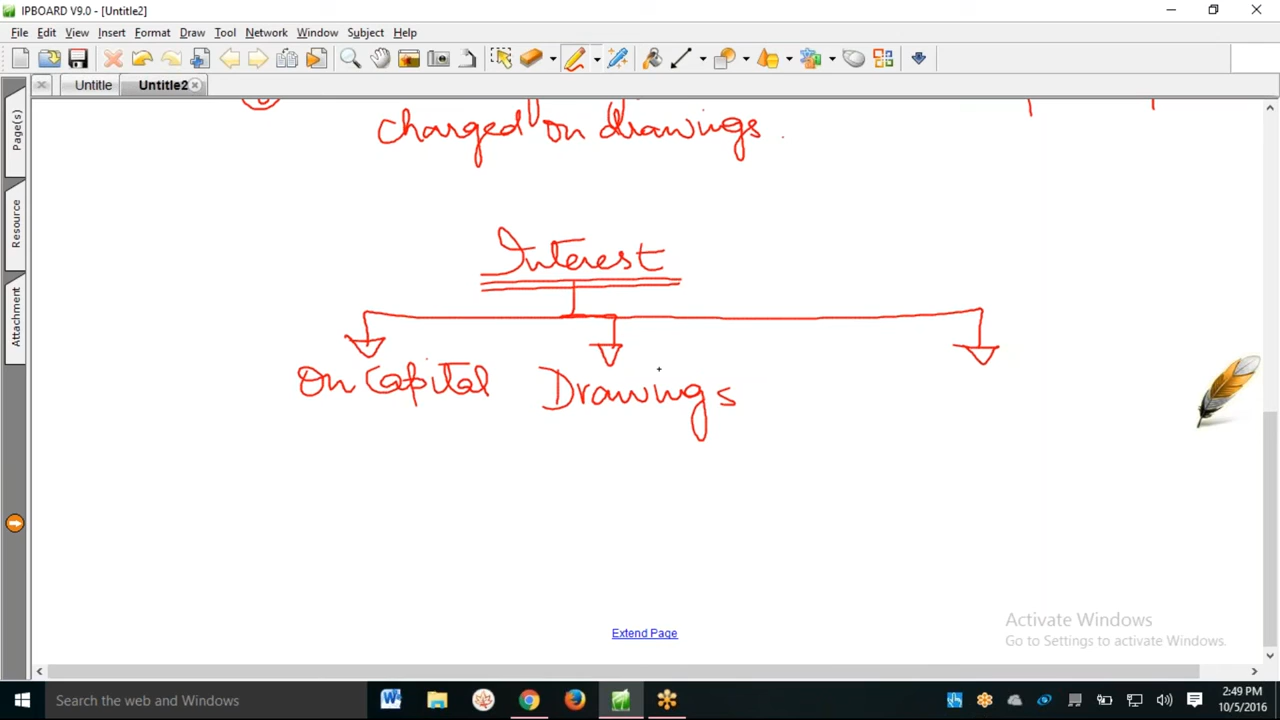 IPBOARD V9.0 - [Untitle2]
File Edit View Insert Format Draw Tool Network Window Subject Help
Untitle Untitle2
Page(s)
Resource
Attachment
charged on drawings.
Interest
On Capital Drawings
Extend Page
Activate Windows
Go to Settings to activate Windows.
Search the web and Windows
2:49 PM
10/5/2016